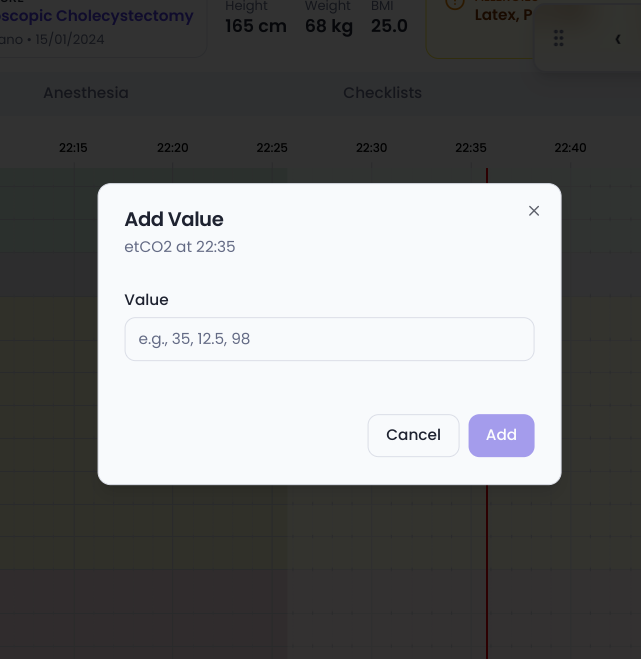 scopic Cholecystectomy
ano • 15/01/2024
Height Weight BMI
165 cm 68 kg 25.0
Latex, P
Anesthesia Checklists
22:15 22:20 22:25 22:30 22:35 22:40
Add Value
etCO2 at 22:35
Value
e.g., 35, 12.5, 98
Cancel Add